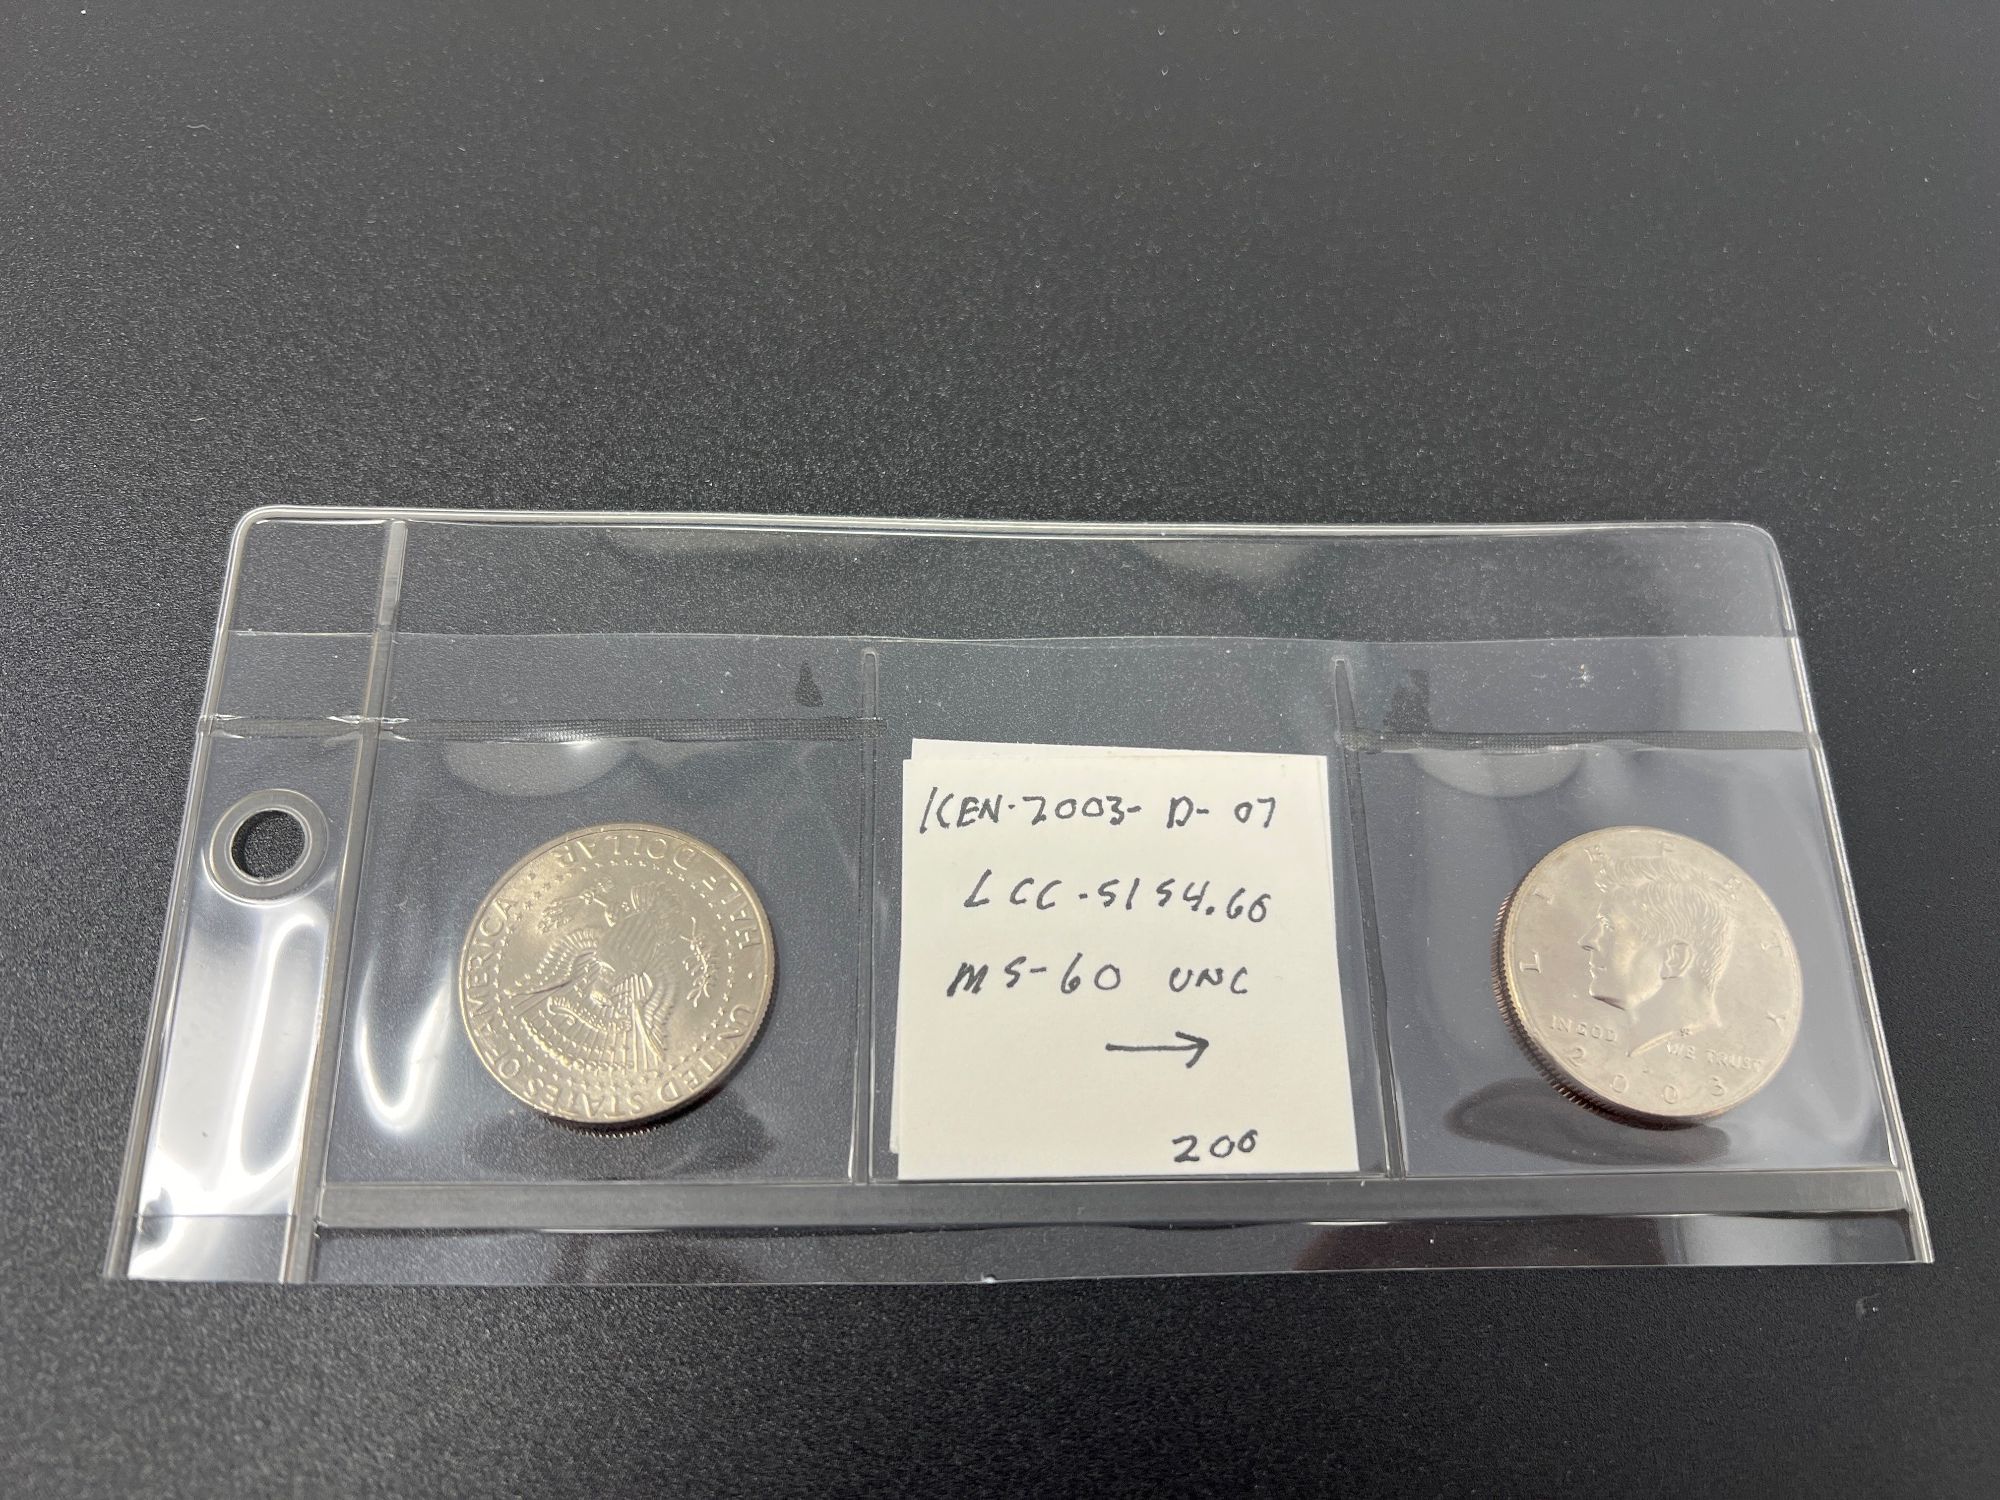 HALF DOLLAR
UNITED STATES OF AMERICA
KEN-2003-D-07
LCC-5154.60
MS-60 UNC
→
200
LIBERTY
IN GOD WE TRUST
2003